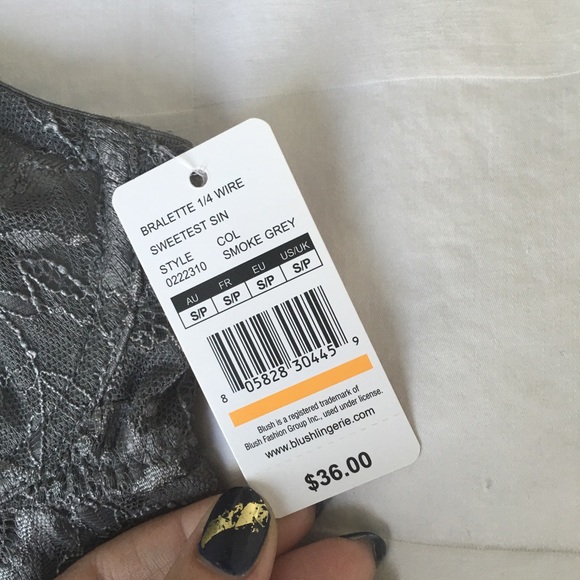 BRALETTE 1/4 WIRE
SWEETEST SIN
STYLE COL
0222310 SMOKE GREY
AU FR EU US/UK
S/P S/P S/P S/P
8 05828 30445 9
Blush is a registered trademark of
Blush Fashion Group Inc., used under license.
www.blushlingerie.com
$36.00